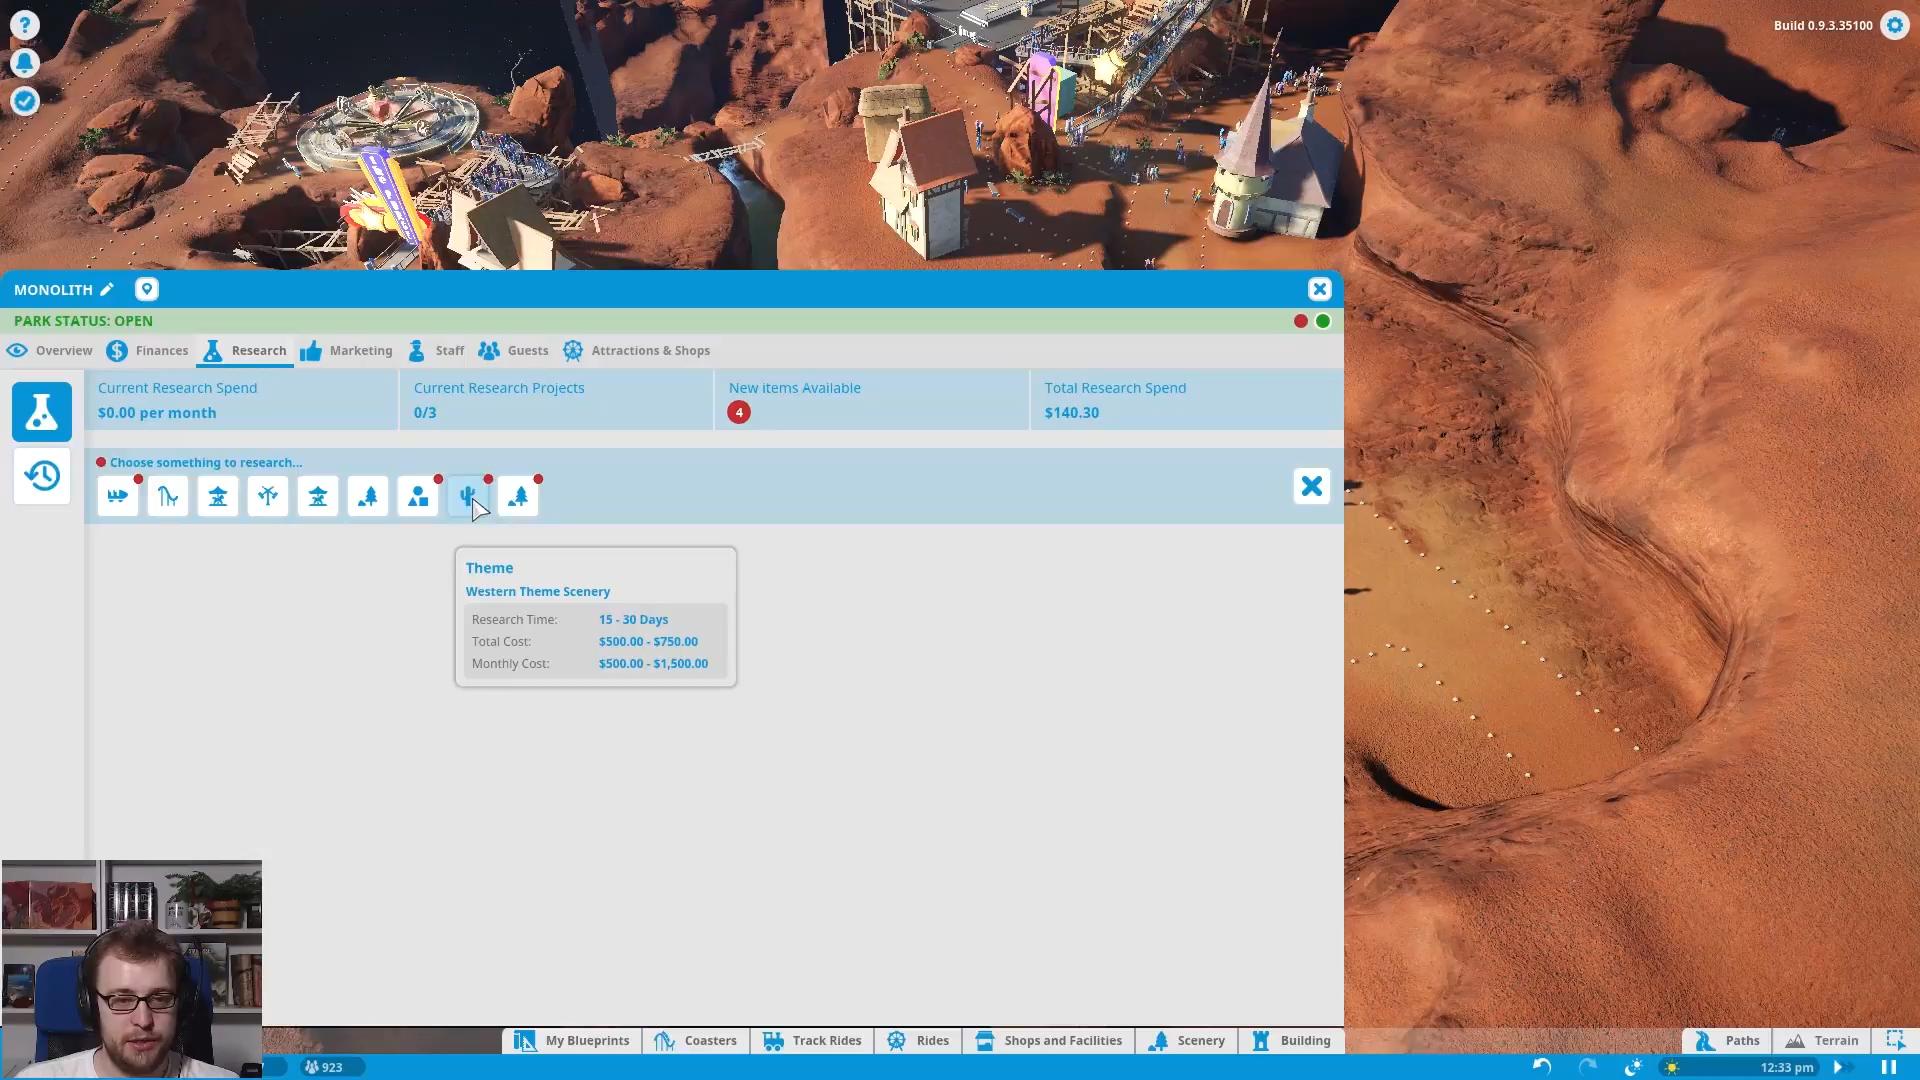 ?
Build 0.9.3.35100
MONOLITH
PARK STATUS: OPEN
Overview
$ Finances
Research
Marketing
Staff
Guests
Attractions & Shops
Current Research Spend
$0.00 per month
Current Research Projects
0/3
New items Available
4
Total Research Spend
$140.30
Choose something to research...
Theme
Western Theme Scenery
Research Time: 15 - 30 Days
Total Cost: $500.00 - $750.00
Monthly Cost: $500.00 - $1,500.00
My Blueprints
Coasters
Track Rides
Rides
Shops and Facilities
Scenery
Building
Paths
Terrain
923
12:33 pm